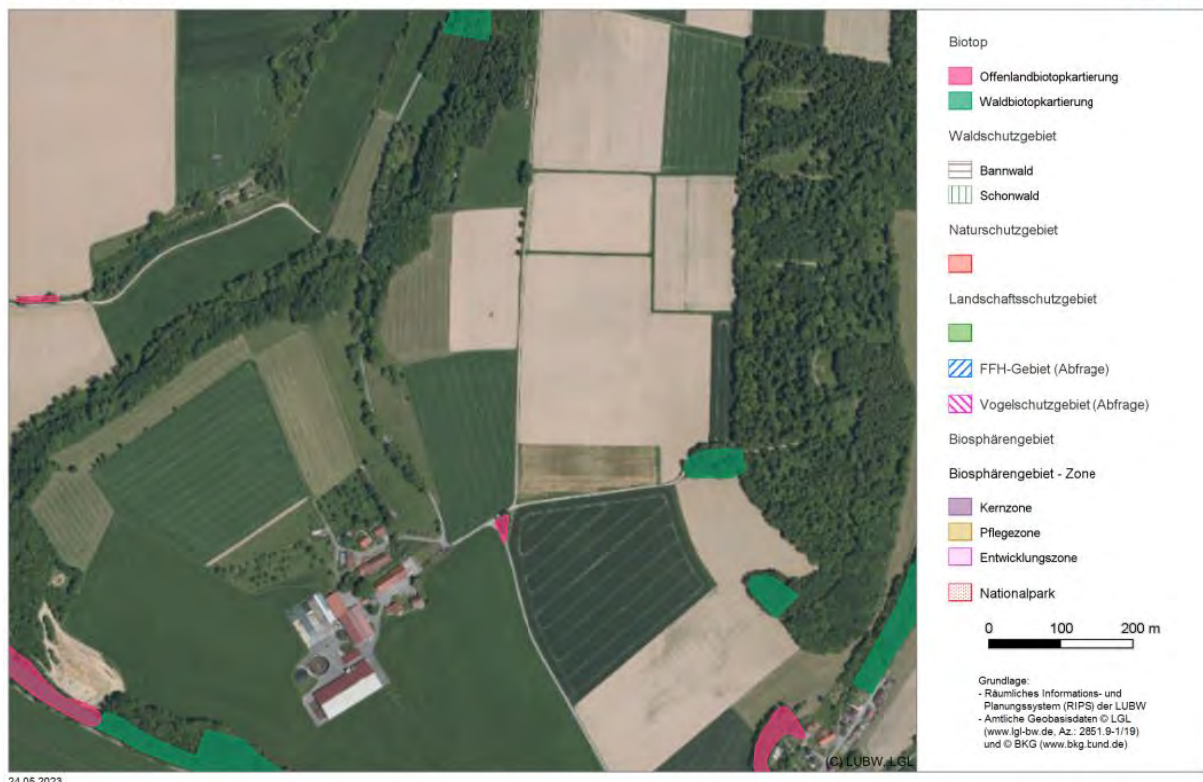 Biotop
Offenlandbiotopkartierung
Waldbiotopkartierung
Waldschutzgebiet
Bannwald
Schonwald
Naturschutzgebiet
Landschaftsschutzgebiet
FFH-Gebiet (Abfrage)
Vogelschutzgebiet (Abfrage)
Biosphärengebiet
Biosphärengebiet - Zone
Kernzone
Pflegezone
Entwicklungszone
Nationalpark
0 100 200 m
Grundlage:
- Räumliches Informations- und
Planungssystem (RIPS) der LUBW
- Amtliche Geobasisdaten © LGL
(www.lgl-bw.de, Az.: 2851.9-1/19)
und © BKG (www.bkg.bund.de)
(C) LUBW, LGL
24.05.2023